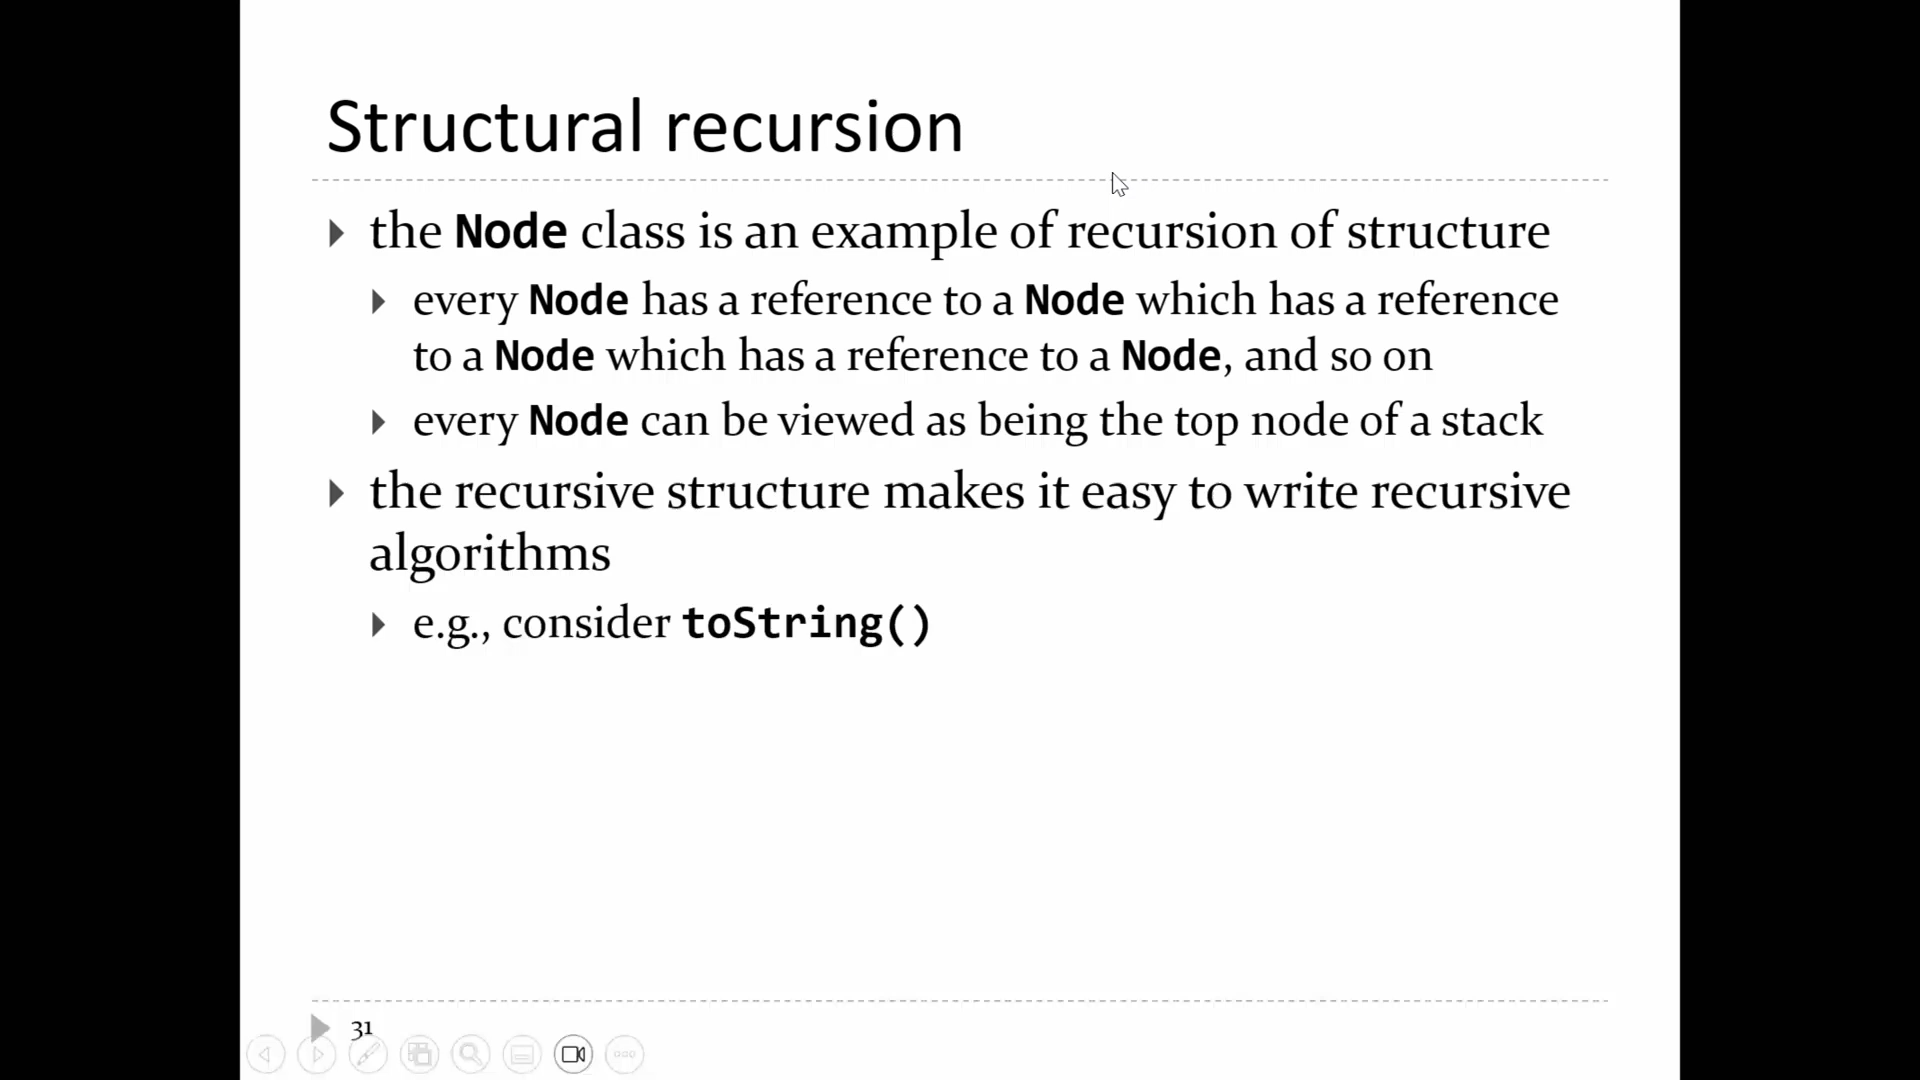 Structural recursion
the Node class is an example of recursion of structure
every Node has a reference to a Node which has a reference
to a Node which has a reference to a Node, and so on
every Node can be viewed as being the top node of a stack
the recursive structure makes it easy to write recursive
algorithms
e.g., consider toString()
31